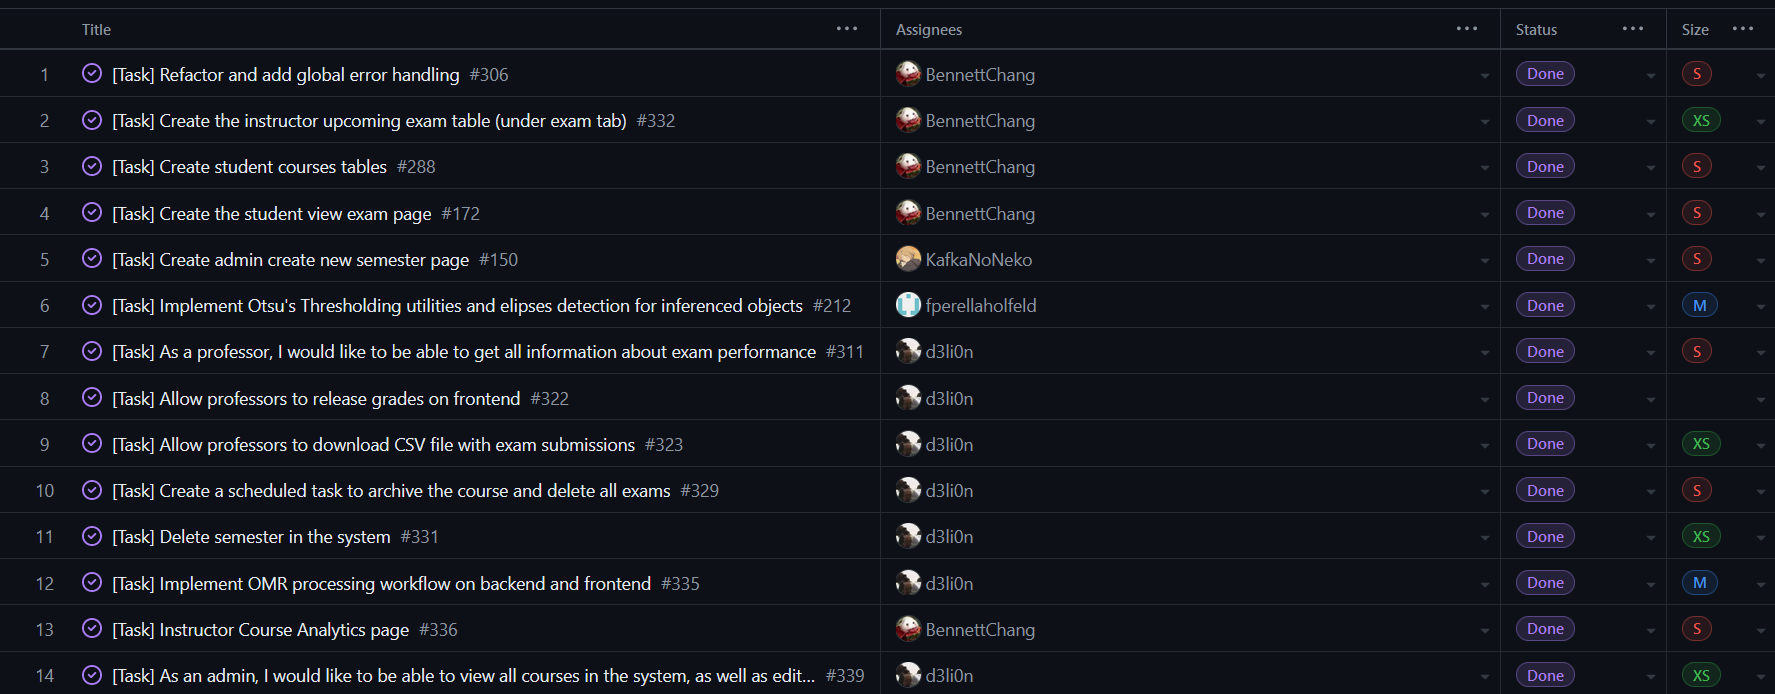 Title ... Assignees ... Status ... Size ...
1 [Task] Refactor and add global error handling #306 BennettChang Done S
2 [Task] Create the instructor upcoming exam table (under exam tab) #332 BennettChang Done XS
3 [Task] Create student courses tables #288 BennettChang Done S
4 [Task] Create the student view exam page #172 BennettChang Done S
5 [Task] Create admin create new semester page #150 KafkaNoNeko Done S
6 [Task] Implement Otsu's Thresholding utilities and elipses detection for inferenced objects #212 fperellaholfeld Done M
7 [Task] As a professor, I would like to be able to get all information about exam performance #311 d3li0n Done S
8 [Task] Allow professors to release grades on frontend #322 d3li0n Done
9 [Task] Allow professors to download CSV file with exam submissions #323 d3li0n Done XS
10 [Task] Create a scheduled task to archive the course and delete all exams #329 d3li0n Done S
11 [Task] Delete semester in the system #331 d3li0n Done XS
12 [Task] Implement OMR processing workflow on backend and frontend #335 d3li0n Done M
13 [Task] Instructor Course Analytics page #336 BennettChang Done S
14 [Task] As an admin, I would like to be able to view all courses in the system, as well as edit... #339 d3li0n Done XS